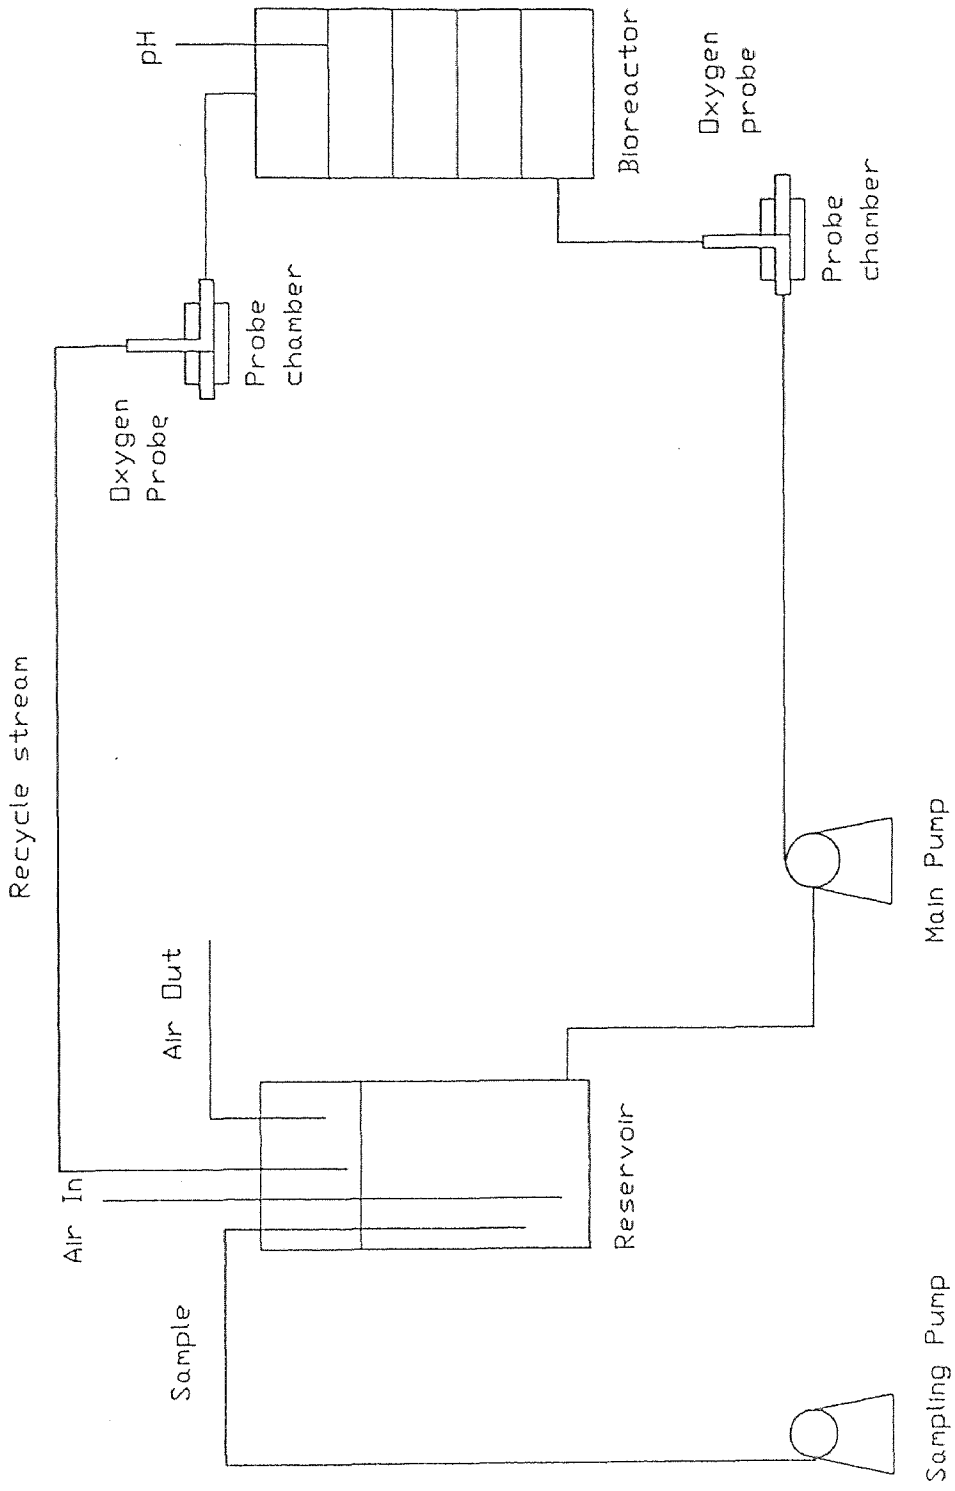 Recycle stream
Air In
Air Out
Sample
Oxygen
Probe
Probe
chamber
pH
Reservoir
Bioreactor
Oxygen
probe
Probe
chamber
Sampling Pump
Main Pump